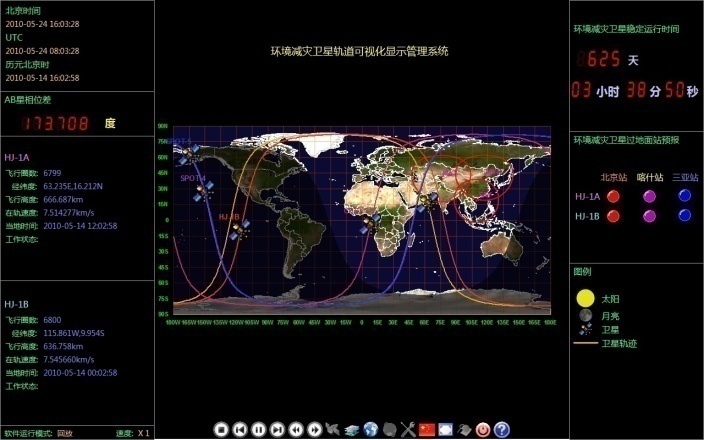 北京时间
2010-05-24 16:03:28
UTC
2010-05-24 08:03:28
历元北京时
2010-05-14 16:02:58
AB星相位差
173708 度
HJ-1A
飞行圈数: 6799
经纬度: 63.235E,16.212N
飞行高度: 666.687km
在轨速度: 7.514277km/s
当地时间: 2010-05-14 12:02:58
工作状态:
HJ-1B
飞行圈数: 6800
经纬度: 115.861W,9.954S
飞行高度: 636.758km
在轨速度: 7.545660km/s
当地时间: 2010-05-14 00:02:58
工作状态:
软件运行模式: 回放 速度: X 1
环境减灾卫星轨道可视化显示管理系统
90N
75N
60N
45N
30N
15N
0
15S
30S
45S
60S
75S
90S
SPOT-5
SPOT-4
HJ-1B
180W 165W 150W 135W 120W 105W 90W 75W 60W 45W 30W 15W 0 15E 30E 45E 60E 75E 90E 105E 120E 135E 150E 165E 180E
环境减灾卫星稳定运行时间
625 天
03 小时 38 分 50 秒
环境减灾卫星过地面站预报
北京站 喀什站 三亚站
HJ-1A
HJ-1B
图例
太阳
月亮
卫星
卫星轨迹